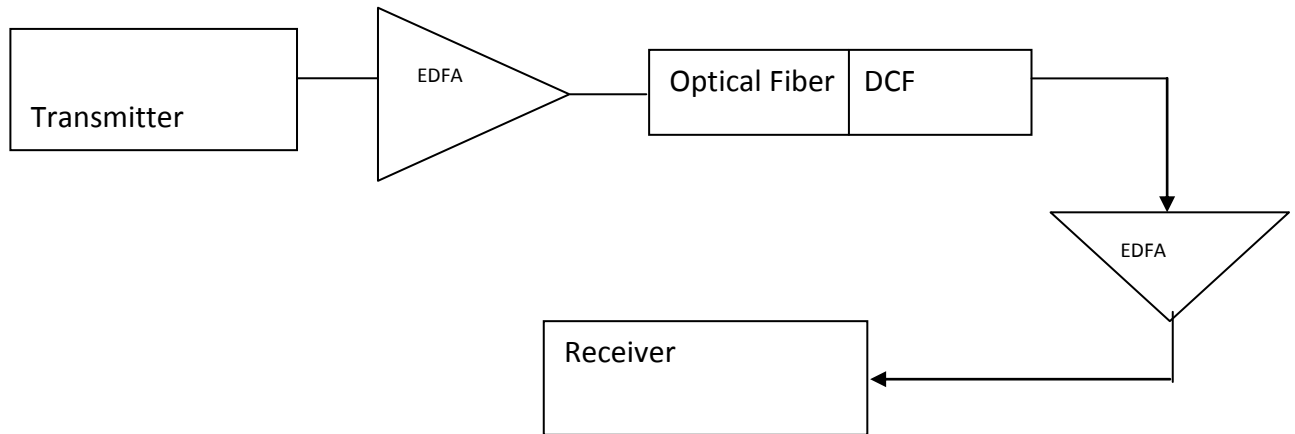 Transmitter
EDFA
Optical Fiber
DCF
EDFA
Receiver